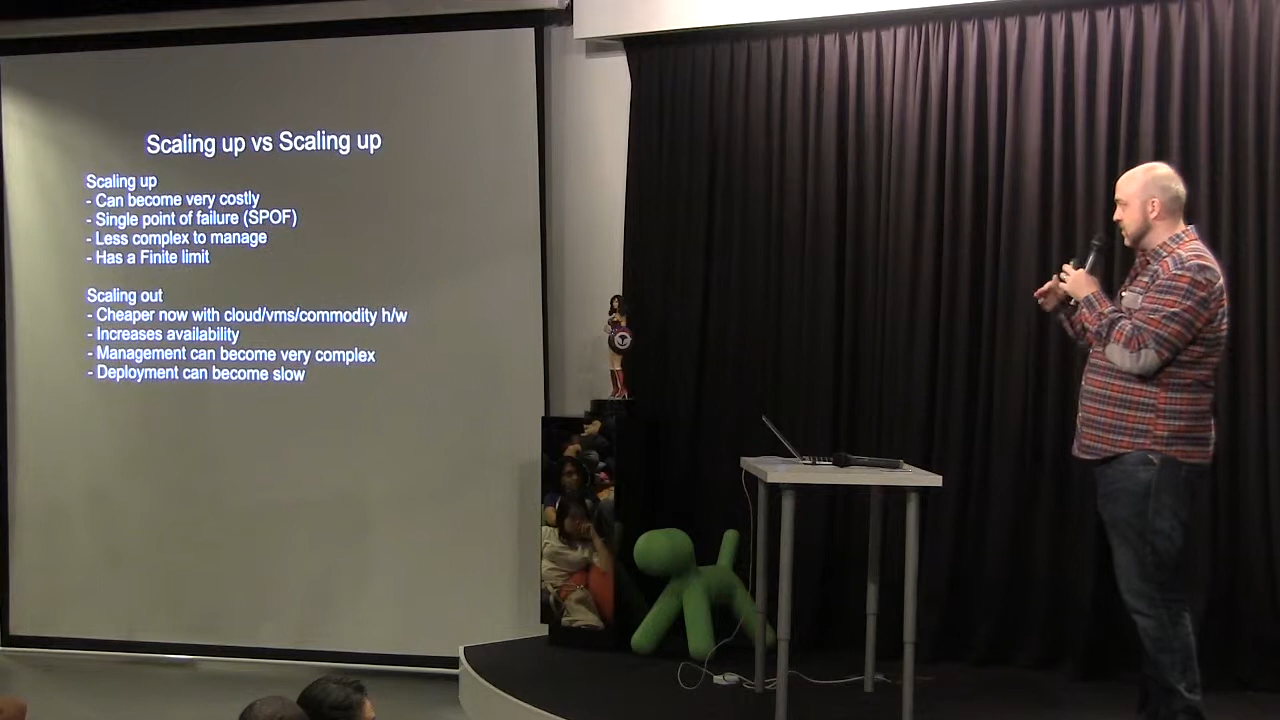 Scaling up vs Scaling up
Scaling up
- Can become very costly
- Single point of failure (SPOF)
- Less complex to manage
- Has a Finite limit
Scaling out
- Cheaper now with cloud/vms/commodity h/w
- Increases availability
- Management can become very complex
- Deployment can become slow